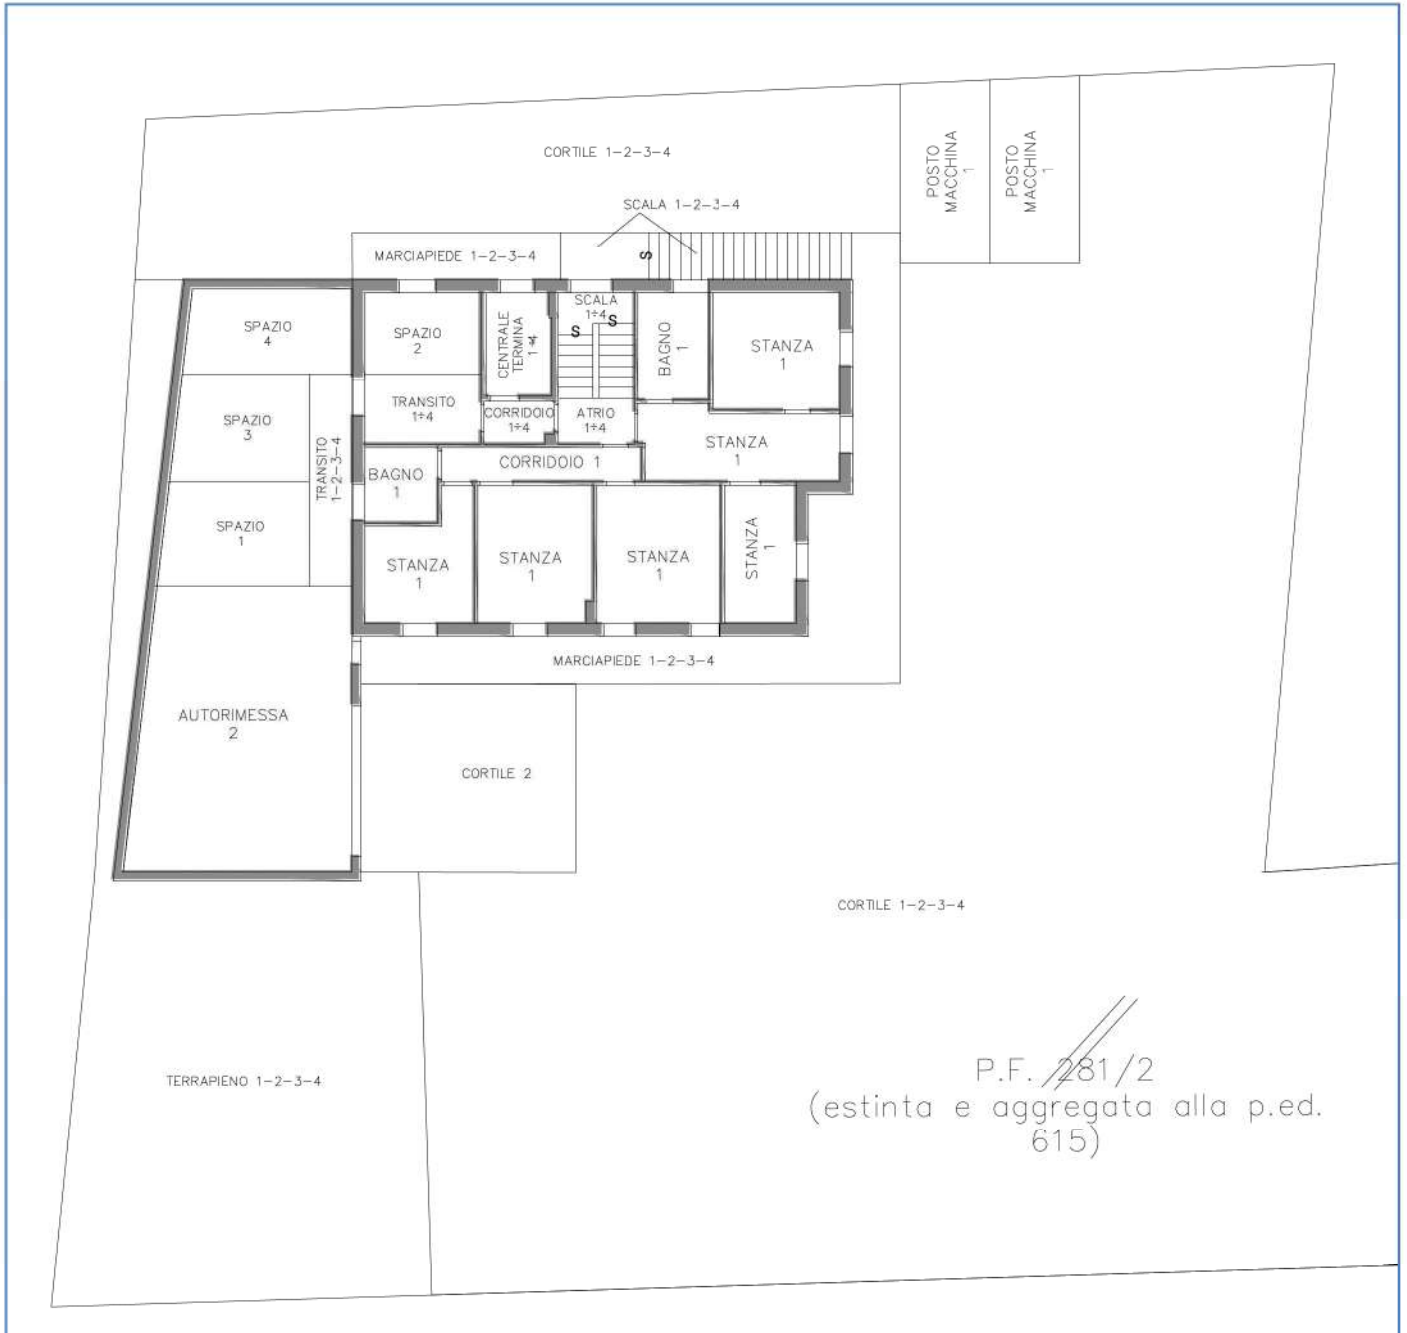 CORTILE 1-2-3-4
POSTO
MACCHINA
1
POSTO
MACCHINA
1
SCALA 1-2-3-4
MARCIAPIEDE 1-2-3-4
S
SPAZIO
4
SPAZIO
2
CENTRALE
TERMINA
1÷4
SCALA
1÷4
S
S
BAGNO
1
STANZA
1
TRANSITO
1÷4
CORRIDOIO
1÷4
ATRIO
1÷4
SPAZIO
3
TRANSITO
1-2-3-4
STANZA
1
BAGNO
1
CORRIDOIO 1
SPAZIO
1
STANZA
1
STANZA
1
STANZA
1
STANZA
1
MARCIAPIEDE 1-2-3-4
AUTORIMESSA
2
CORTILE 2
CORTILE 1-2-3-4
TERRAPIENO 1-2-3-4
P.F. 281/2
(estinta e aggregata alla p.ed.
615)